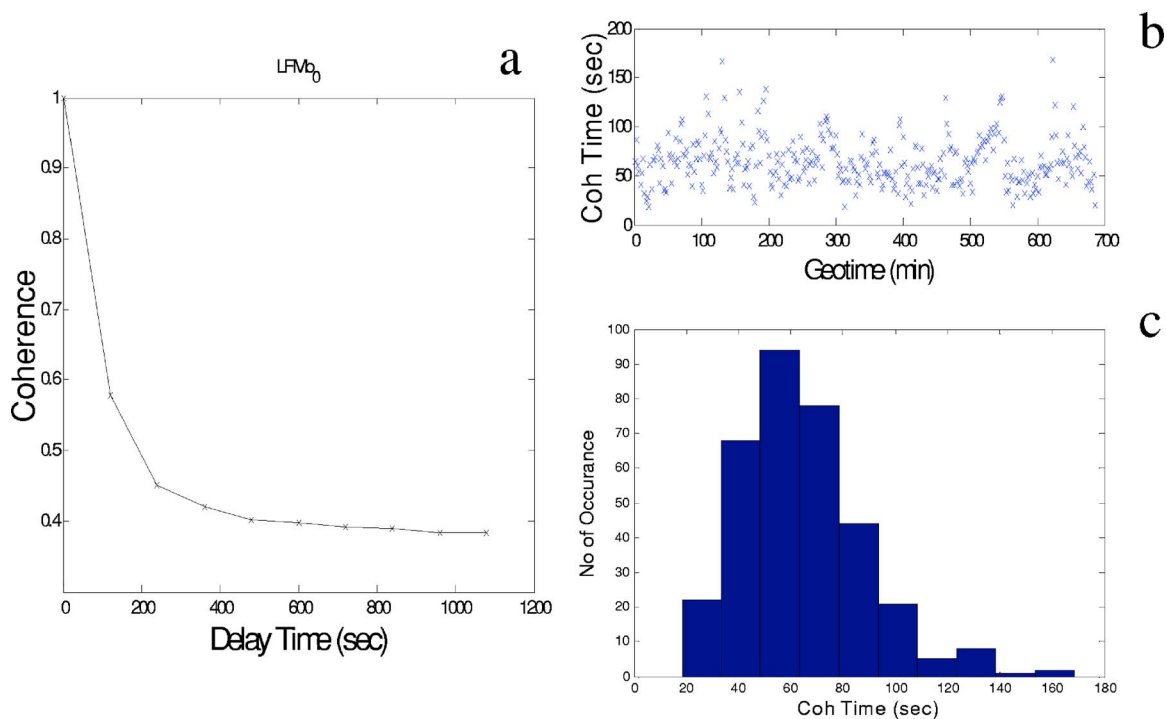 a
LFMb0
1
0.9
0.8
0.7
0.6
0.5
0.4
0 200 400 600 800 1000 1200
Coherence
Delay Time (sec)
b
200
150
100
50
0
0 100 200 300 400 500 600 700
Coh Time (sec)
Geotime (min)
c
100
90
80
70
60
50
40
30
20
10
0
0 20 40 60 80 100 120 140 160 180
No of Occurance
Coh Time (sec)